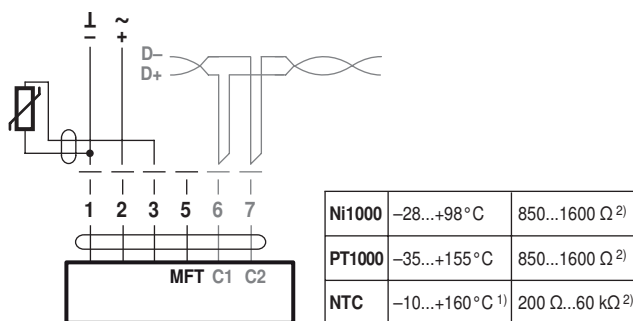 ⊥ ~
– +
D–
D+
1 2 3 5 6 7
MFT C1 C2
Ni1000 –28...+98°C 850...1600 Ω 2)
PT1000 –35...+155°C 850...1600 Ω 2)
NTC –10...+160°C 1) 200 Ω...60 kΩ 2)